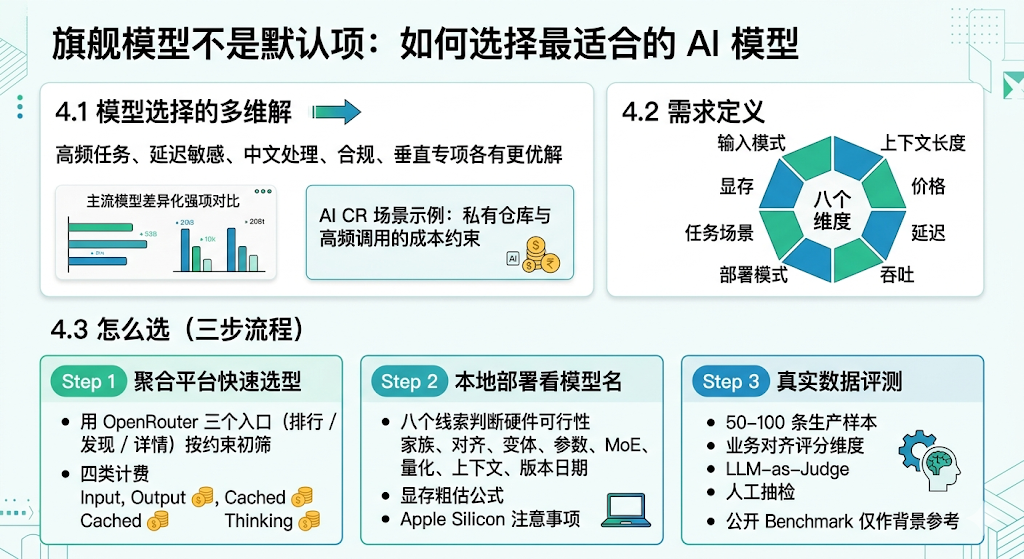 旗舰模型不是默认项：如何选择最适合的 AI 模型
4.1 模型选择的多维解
高频任务、延迟敏感、中文处理、合规、垂直专项各有更优解
主流模型差异化强项对比
AI CR 场景示例：私有仓库与
高频调用的成本约束
AI
4.2 需求定义
输入模式
上下文长度
显存
价格
八个
维度
任务场景
延迟
部署模式
吞吐
4.3 怎么选（三步流程）
Step 1 聚合平台快速选型
• 用 OpenRouter 三个入口（排行 /
发现 / 详情）按约束初筛
• 四类计费
Input, Output, Cached
Cached Thinking
Step 2 本地部署看模型名
• 八个线索判断硬件可行性
家族、对齐、变体、参数、MoE、
量化、上下文、版本日期
• 显存粗估公式
• Apple Silicon 注意事项
Step 3 真实数据评测
• 50–100 条生产样本
• 业务对齐评分维度
• LLM-as-Judge
• 人工抽检
• 公开 Benchmark 仅作背景参考